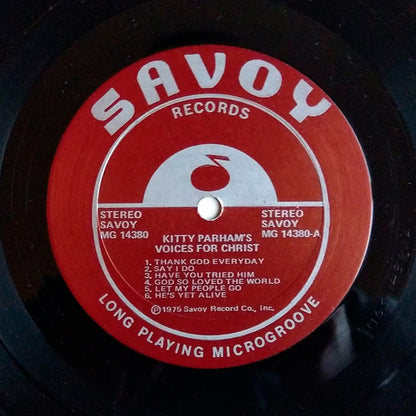 SAVOY
RECORDS
STEREO
SAVOY
MG 14380
STEREO
SAVOY
MG 14380-A
KITTY PARHAM'S
VOICES FOR CHRIST
1. THANK GOD EVERYDAY
2. SAY I DO
3. HAVE YOU TRIED HIM
4. GOD SO LOVED THE WORLD
5. LET MY PEOPLE GO
6. HE'S YET ALIVE
Ⓟ1975 Savoy Record Co., Inc.
LONG PLAYING MICROGROOVE